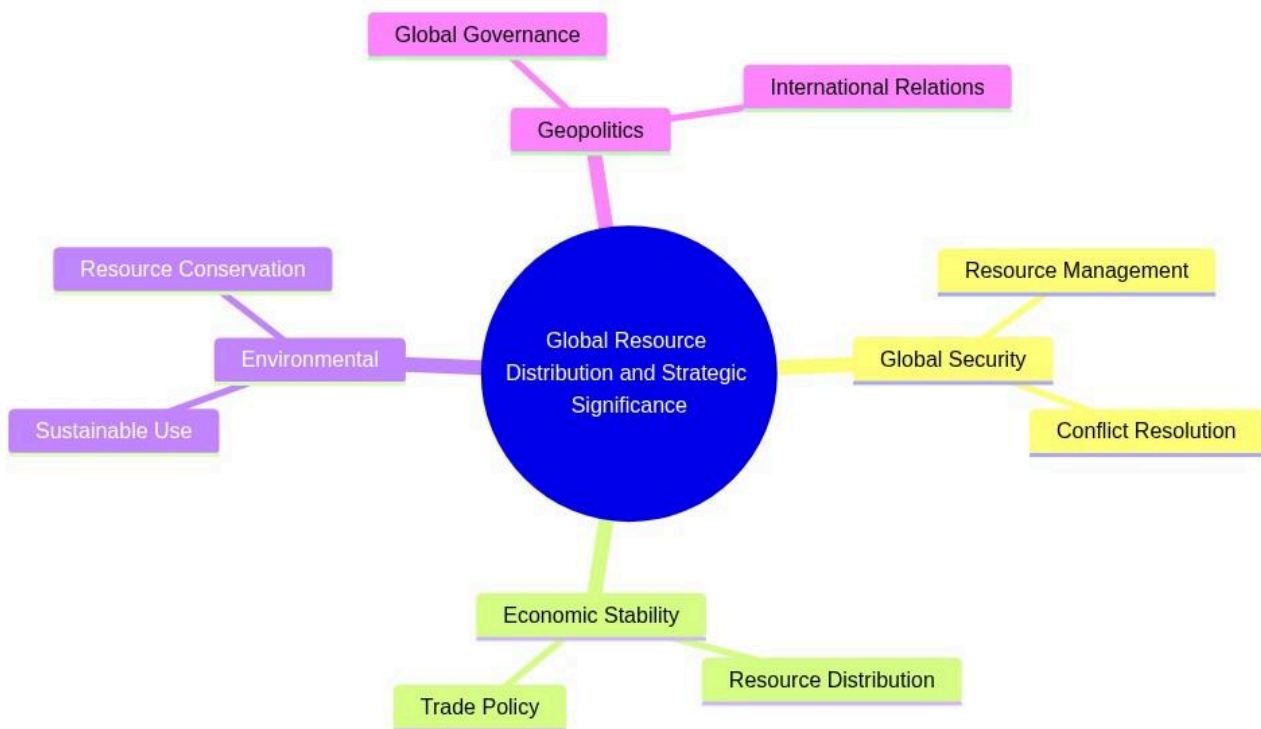 Global Governance
International Relations
Geopolitics
Resource Conservation
Resource Management
Environmental
Global Security
Sustainable Use
Conflict Resolution
Global Resource
Distribution and Strategic
Significance
Economic Stability
Resource Distribution
Trade Policy